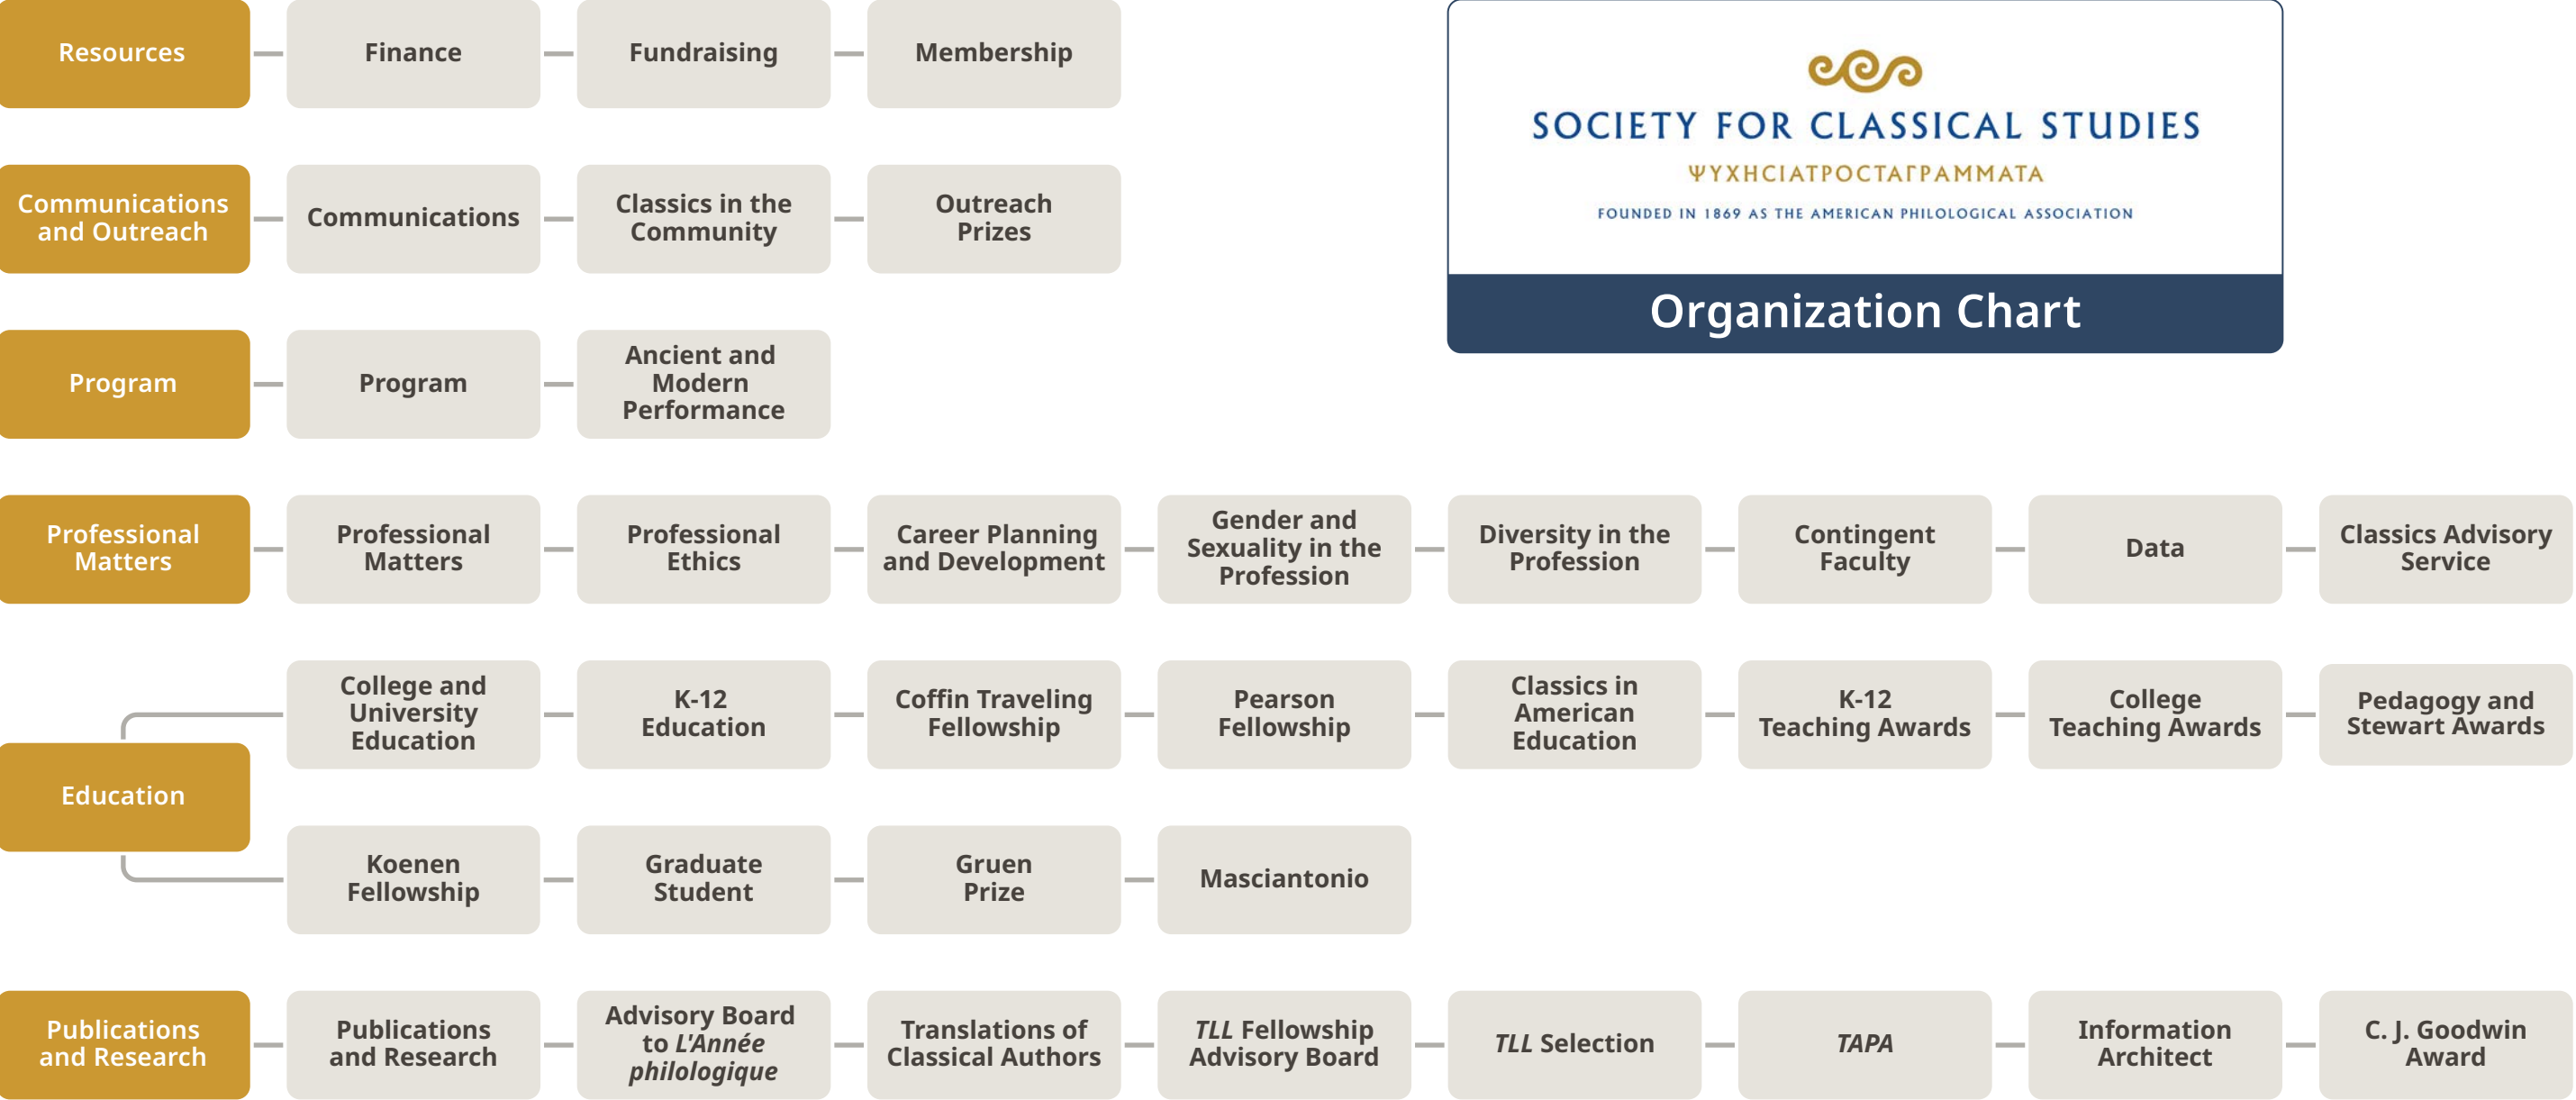 Resources
Finance
Fundraising
Membership
SOCIETY FOR CLASSICAL STUDIES
ΨΥΧΗCΙΑΤΡΟCΤΑΓΡΑΜΜΑΤΑ
FOUNDED IN 1869 AS THE AMERICAN PHILOLOGICAL ASSOCIATION
Organization Chart
Communications
and Outreach
Communications
Classics in the
Community
Outreach
Prizes
Program
Program
Ancient and
Modern
Performance
Professional
Matters
Professional
Matters
Professional
Ethics
Career Planning
and Development
Gender and
Sexuality in the
Profession
Diversity in the
Profession
Contingent
Faculty
Data
Classics Advisory
Service
Education
College and
University
Education
K-12
Education
Coffin Traveling
Fellowship
Pearson
Fellowship
Classics in
American
Education
K-12
Teaching Awards
College
Teaching Awards
Pedagogy and
Stewart Awards
Koenen
Fellowship
Graduate
Student
Gruen
Prize
Masciantonio
Publications
and Research
Publications
and Research
Advisory Board
to L'Année
philologique
Translations of
Classical Authors
TLL Fellowship
Advisory Board
TLL Selection
TAPA
Information
Architect
C. J. Goodwin
Award